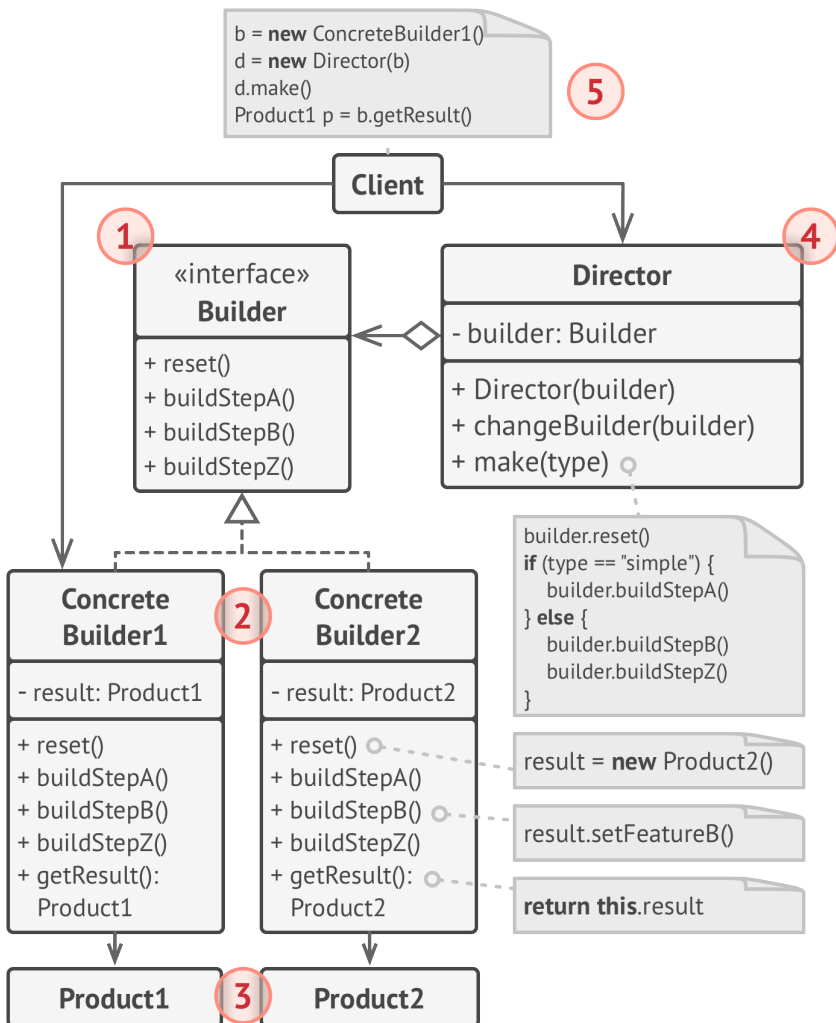 b = new ConcreteBuilder1()
d = new Director(b)
d.make()
Product1 p = b.getResult()
5
Client
1
«interface»
Builder
+ reset()
+ buildStepA()
+ buildStepB()
+ buildStepZ()
4
Director
- builder: Builder
+ Director(builder)
+ changeBuilder(builder)
+ make(type)
builder.reset()
if (type == "simple") {
builder.buildStepA()
} else {
builder.buildStepB()
builder.buildStepZ()
}
2
Concrete
Builder1
- result: Product1
+ reset()
+ buildStepA()
+ buildStepB()
+ buildStepZ()
+ getResult():
Product1
Concrete
Builder2
- result: Product2
+ reset()
+ buildStepA()
+ buildStepB()
+ buildStepZ()
+ getResult():
Product2
result = new Product2()
result.setFeatureB()
return this.result
Product1
3
Product2